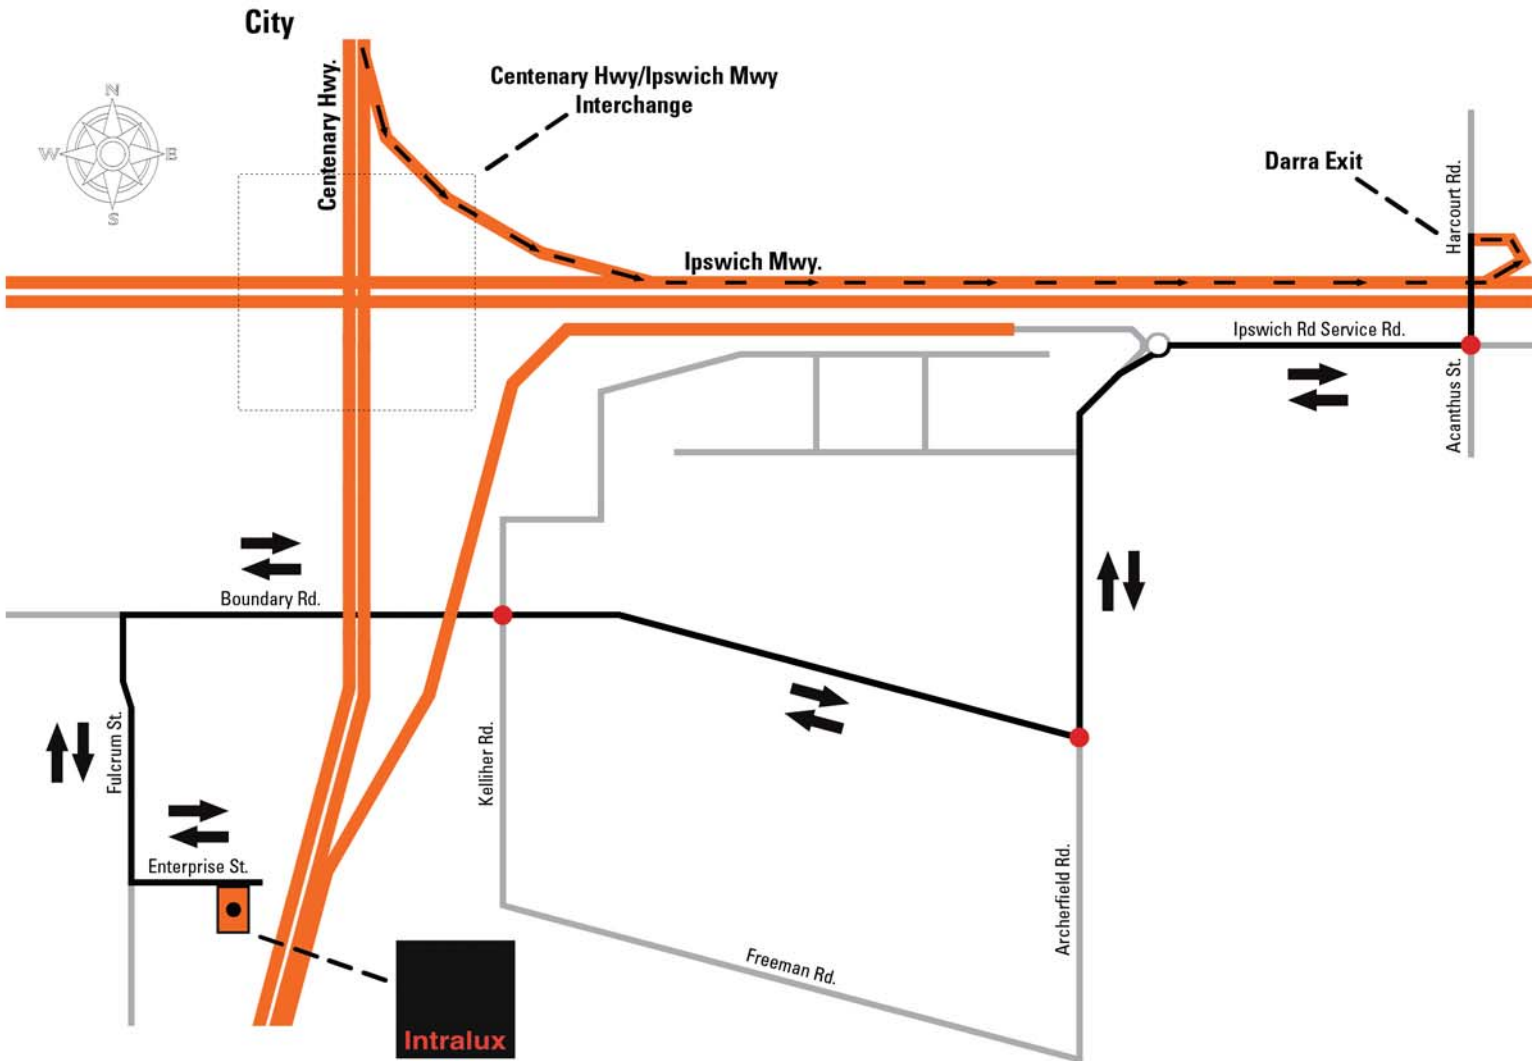 City
Centenary Hwy/Ipswich Mwy
Interchange
Centenary Hwy.
N
W
E
S
Darra Exit
Harcourt Rd.
Ipswich Mwy.
Ipswich Rd Service Rd.
Acanthus St.
Boundary Rd.
Fulcrum St.
Kelliher Rd.
Enterprise St.
Archerfield Rd.
Freeman Rd.
Intralux